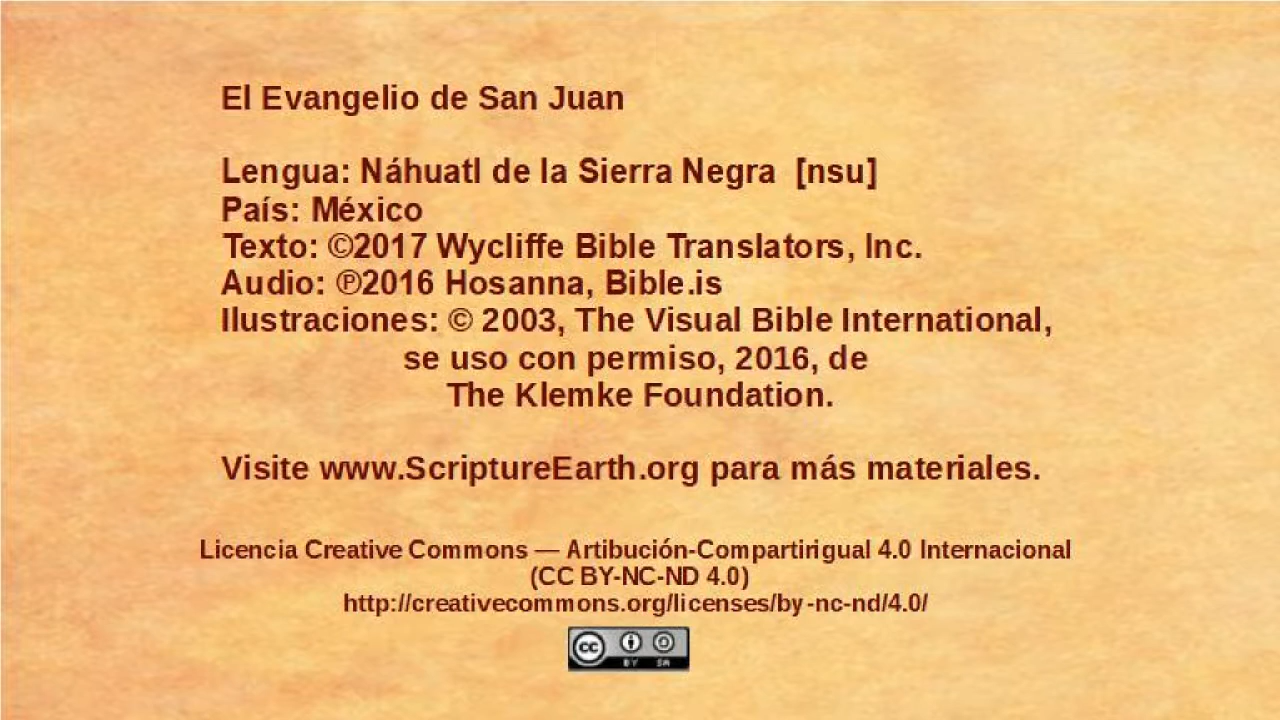 El Evangelio de San Juan
Lengua: Náhuatl de la Sierra Negra [nsu]
País: México
Texto: ©2017 Wycliffe Bible Translators, Inc.
Audio: ℗2016 Hosanna, Bible.is
Ilustraciones: © 2003, The Visual Bible International,
se uso con permiso, 2016, de
The Klemke Foundation.
Visite www.ScriptureEarth.org para más materiales.
Licencia Creative Commons — Artibución-Compartirigual 4.0 Internacional
(CC BY-NC-ND 4.0)
http://creativecommons.org/licenses/by-nc-nd/4.0/
cc BY SA